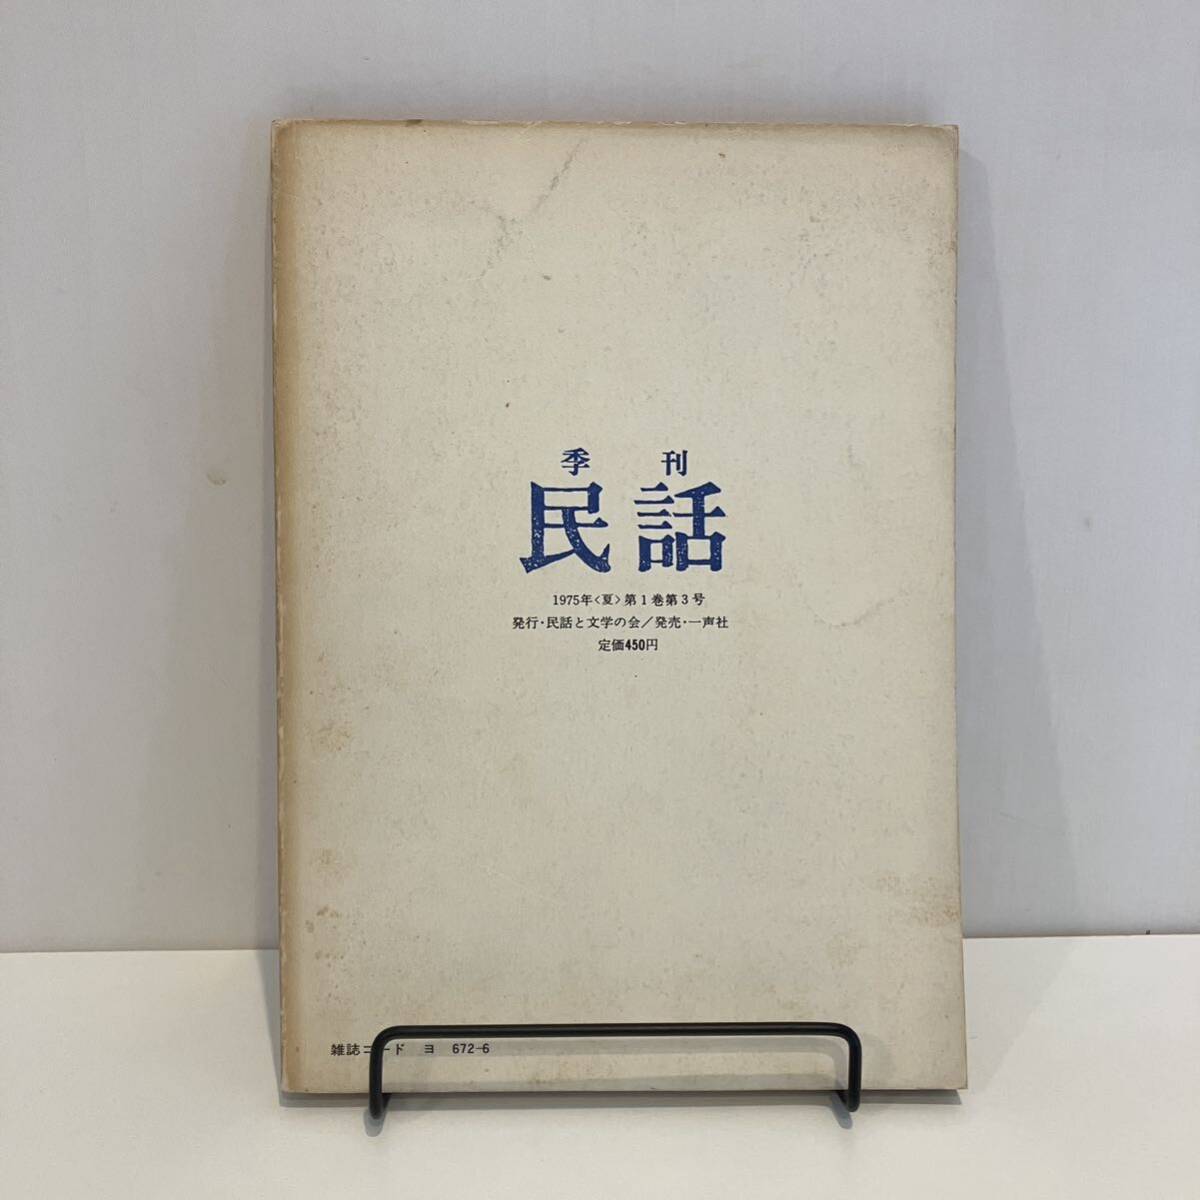 季刊
民話
1975年〈夏〉第1巻第3号
発行・民話と文学の会／発売・一声社
定価450円
雑誌コード ヨ 672-6